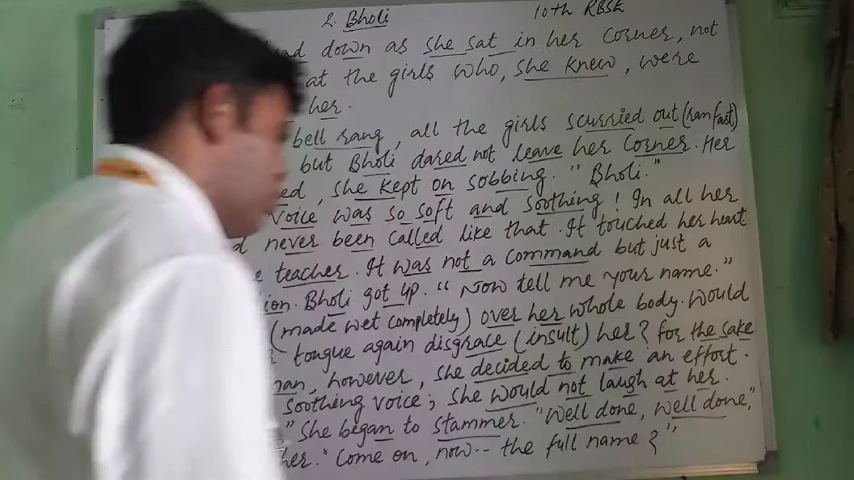 2. Bholi 10th RBSE
down as she sat in her corner, not
at the girls who, she knew, were
her.
bell rang, all the girls scurried out (ran fast)
but Bholi dared not leave her corner. Her
she kept on sobbing. "Bholi."
voice was so soft and soothing! In all her
never been called like that. It touched her heart.
teacher. It was not a command but just a
Bholi got up. "Now tell me your name."
(made wet completely) over her whole body. Would
tongue again disgrace (insult) her? for the sake
however, she decided to make an effort.
soothing voice; she would not laugh at her.
" She began to stammer. "Well done, well done,"
her. "Come on, now-- the full name?"